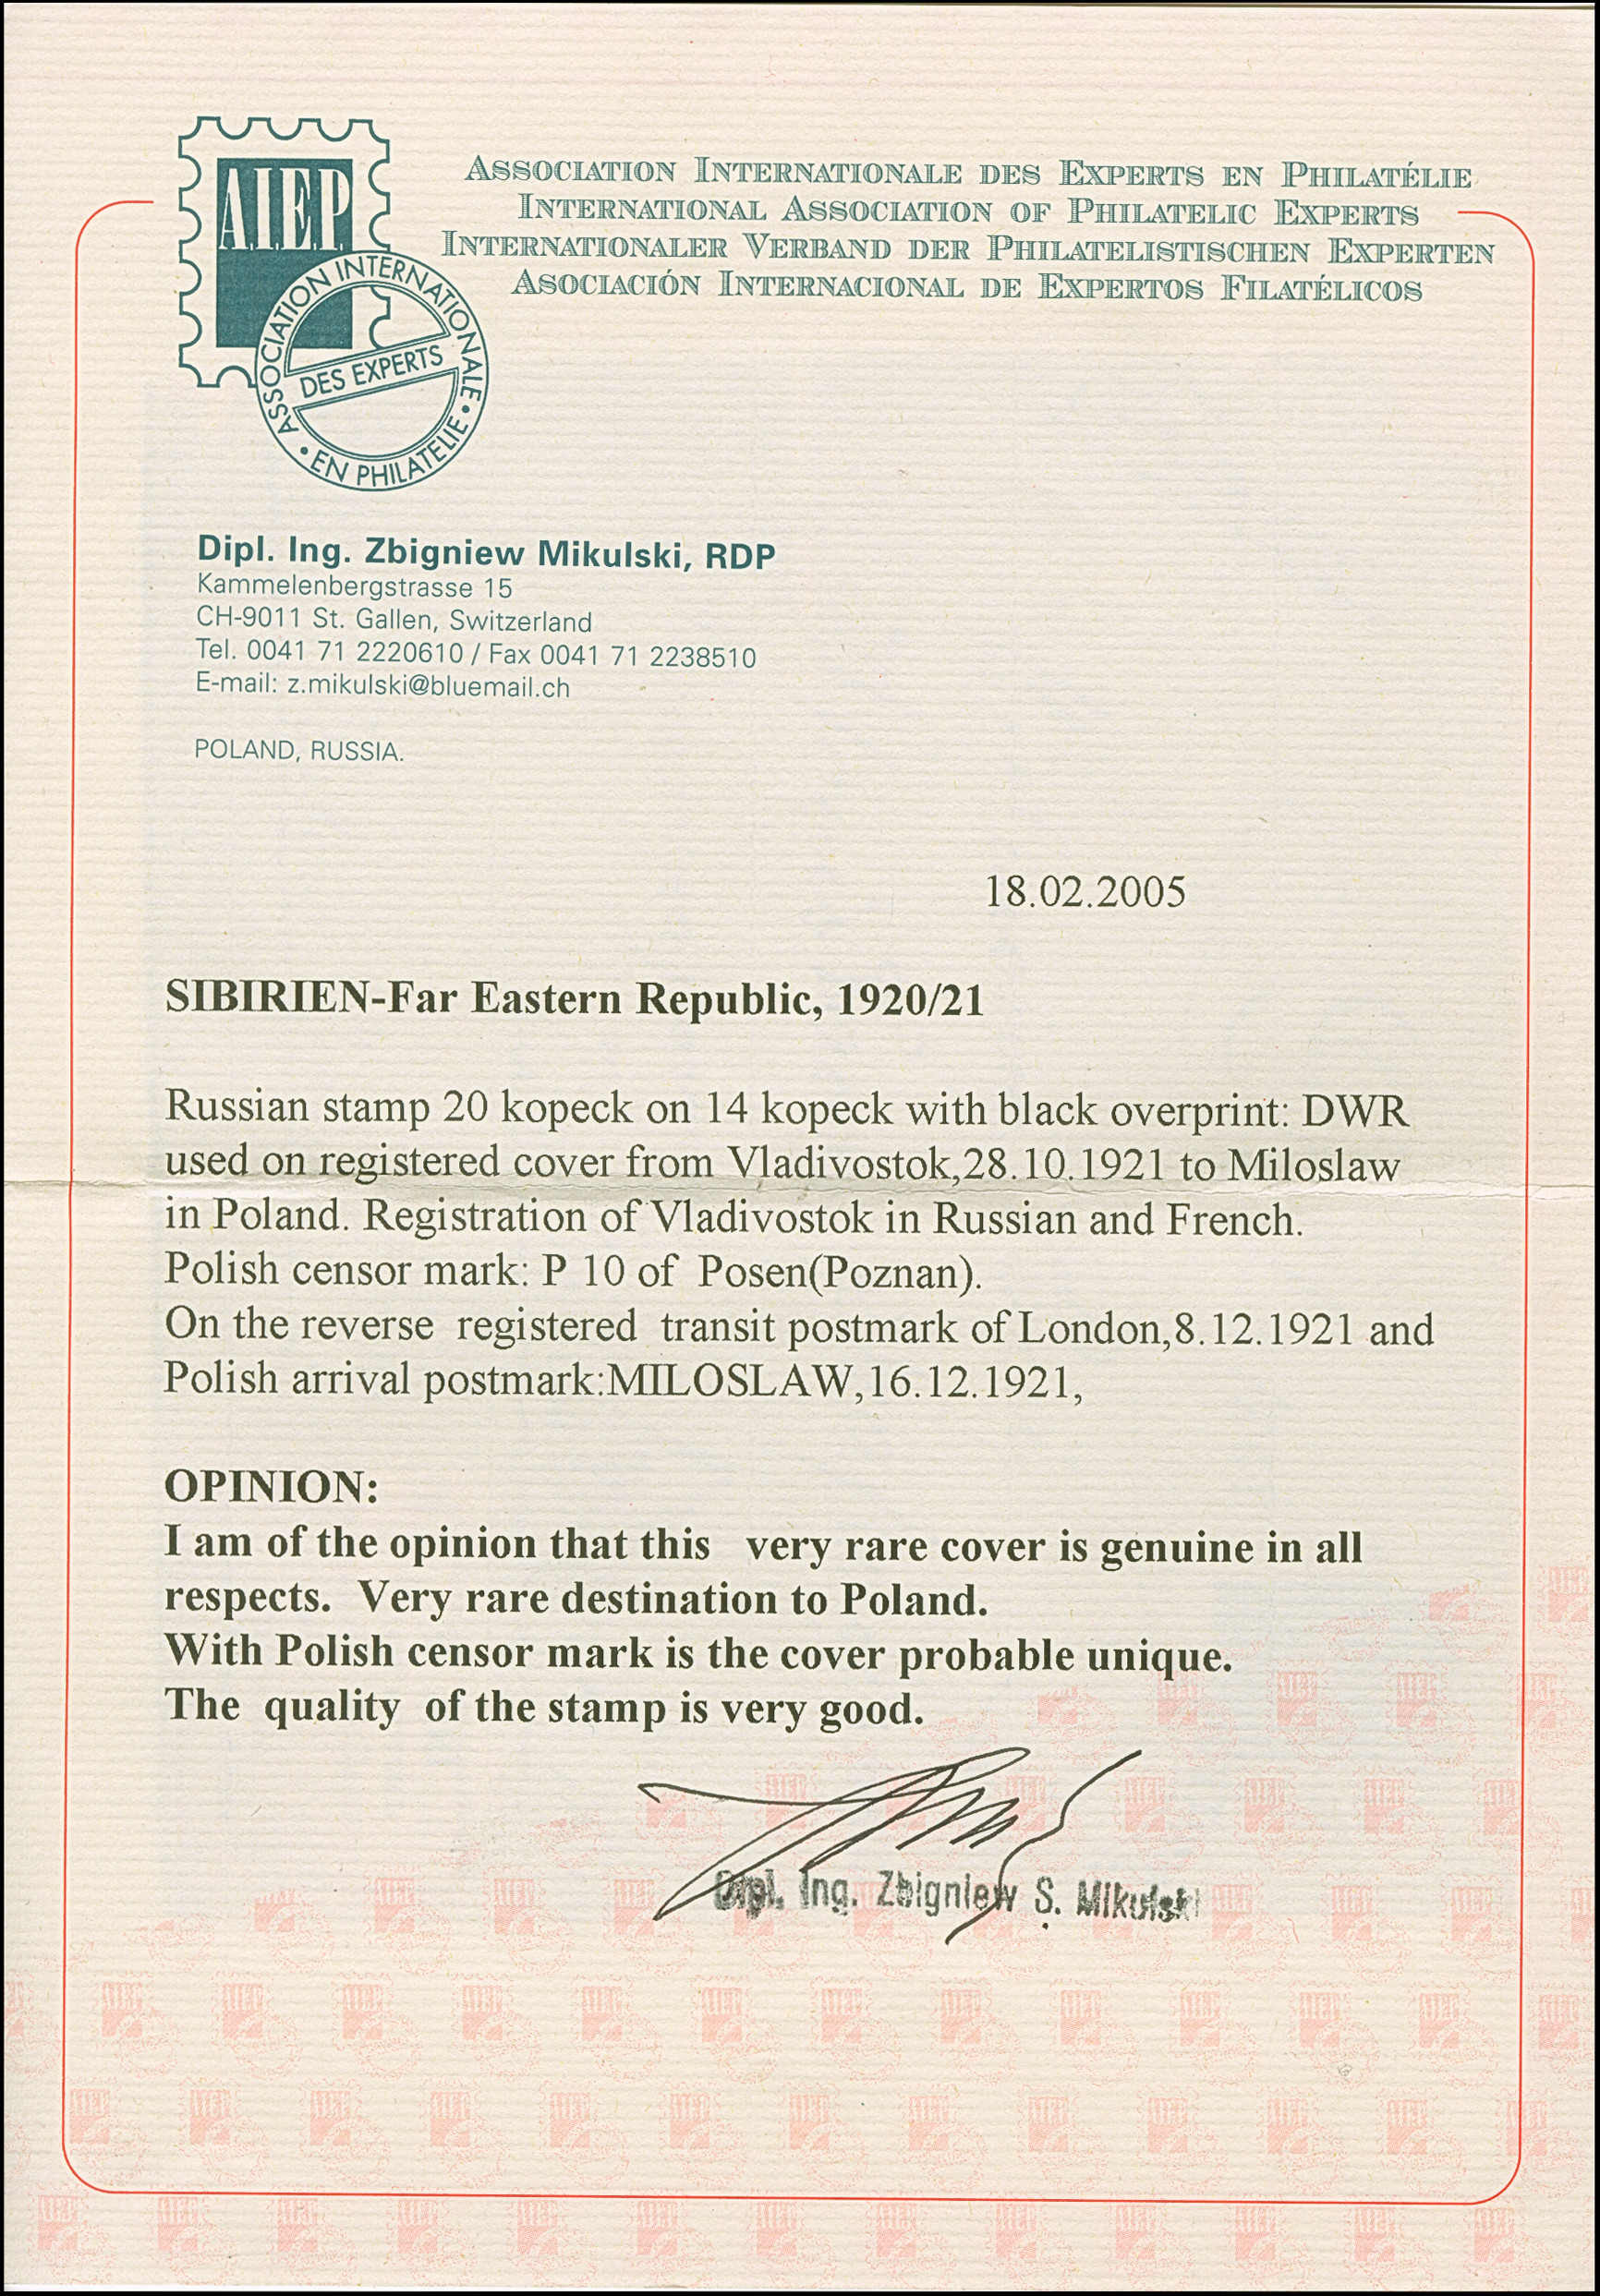 A.I.E.P.
ASSOCIATION INTERNATIONALE
DES EXPERTS
• EN PHILATELIE •
ASSOCIATION INTERNATIONALE DES EXPERTS EN PHILATÉLIE
INTERNATIONAL ASSOCIATION OF PHILATELIC EXPERTS
INTERNATIONALER VERBAND DER PHILATELISTISCHEN EXPERTEN
ASOCIACIÓN INTERNACIONAL DE EXPERTOS FILATÉLICOS
Dipl. Ing. Zbigniew Mikulski, RDP
Kammelenbergstrasse 15
CH-9011 St. Gallen, Switzerland
Tel. 0041 71 2220610 / Fax 0041 71 2238510
E-mail: z.mikulski@bluemail.ch
POLAND, RUSSIA.
18.02.2005
SIBIRIEN-Far Eastern Republic, 1920/21
Russian stamp 20 kopeck on 14 kopeck with black overprint: DWR
used on registered cover from Vladivostok,28.10.1921 to Miloslaw
in Poland. Registration of Vladivostok in Russian and French.
Polish censor mark: P 10 of Posen(Poznan).
On the reverse registered transit postmark of London,8.12.1921 and
Polish arrival postmark:MILOSLAW,16.12.1921,
OPINION:
I am of the opinion that this very rare cover is genuine in all
respects. Very rare destination to Poland.
With Polish censor mark is the cover probable unique.
The quality of the stamp is very good.
Dipl. Ing. Zbigniew S. Mikulski